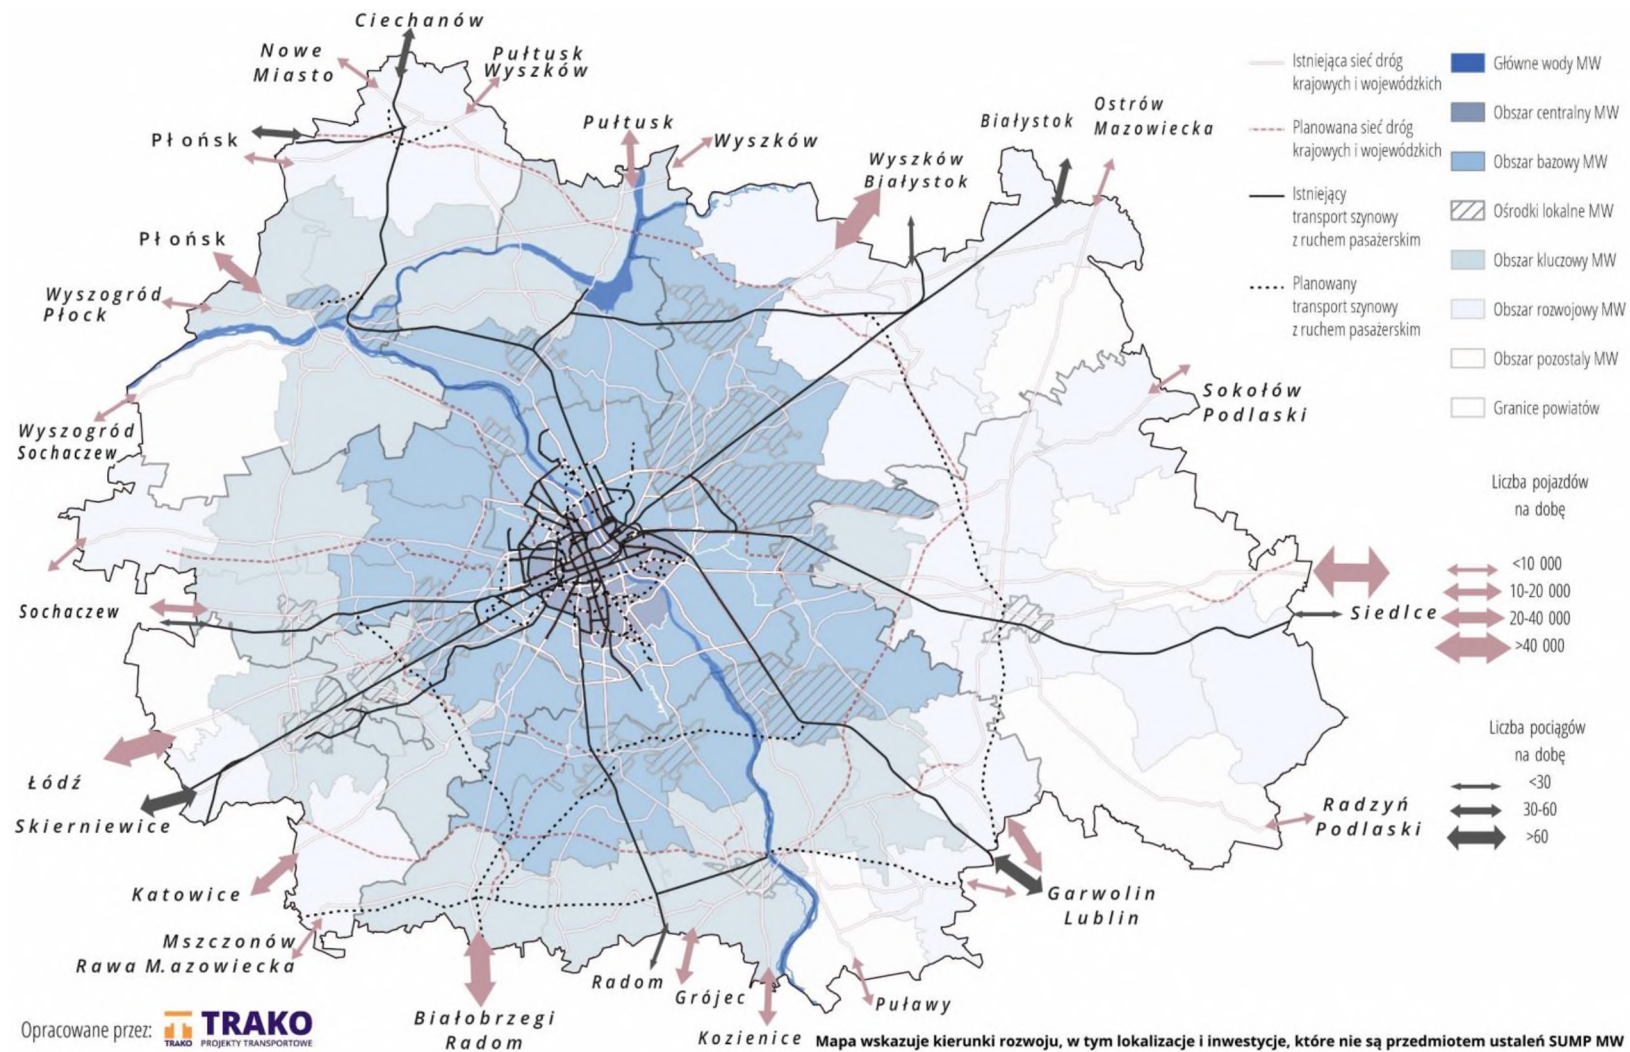 Ciechanów
Nowe
Miasto
Pułtusk
Wyszków
Płońsk
Pułtusk
Wyszków
Wyszków
Białystok
Białystok
Ostrów
Mazowiecka
Płońsk
Wyszogród
Płock
Wyszogród
Sochaczew
Sochaczew
Łódź
Skierniewice
Katowice
Mszczonów
Rawa M.azowiecka
Białobrzegi
Radom
Radom
Grójec
Kozienice
Puławy
Garwolin
Lublin
Radzyń
Podlaski
Siedlce
Sokołów
Podlaski
Istniejąca sieć dróg
krajowych i wojewódzkich
Planowana sieć dróg
krajowych i wojewódzkich
Istniejący
transport szynowy
z ruchem pasażerskim
Planowany
transport szynowy
z ruchem pasażerskim
Główne wody MW
Obszar centralny MW
Obszar bazowy MW
Ośrodki lokalne MW
Obszar kluczowy MW
Obszar rozwojowy MW
Obszar pozostaly MW
Granice powiatów
Liczba pojazdów
na dobę
<10 000
10-20 000
20-40 000
>40 000
Liczba pociągów
na dobę
<30
30-60
>60
Opracowane przez:
TRAKO
TRAKO
PROJEKTY TRANSPORTOWE
Mapa wskazuje kierunki rozwoju, w tym lokalizacje i inwestycje, które nie są przedmiotem ustaleń SUMP MW